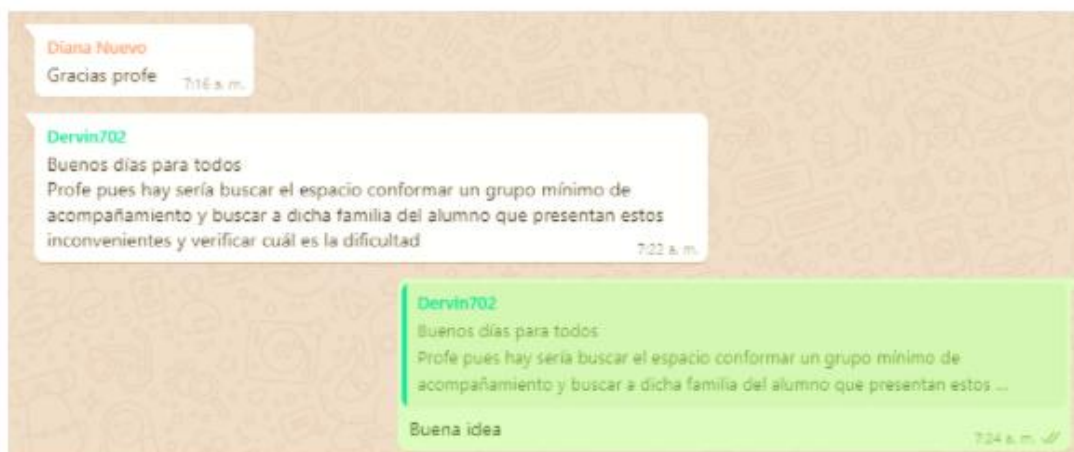 Diana Nuevo
Gracias profe
7:16 a. m.
Dervin702
Buenos días para todos
Profe pues hay sería buscar el espacio conformar un grupo mínimo de
acompañamiento y buscar a dicha familia del alumno que presentan estos
inconvenientes y verificar cuál es la dificultad
7:22 a. m.
Dervin702
Buenos días para todos
Profe pues hay sería buscar el espacio conformar un grupo mínimo de
acompañamiento y buscar a dicha familia del alumno que presentan estos ...
Buena idea
7:24 a. m.